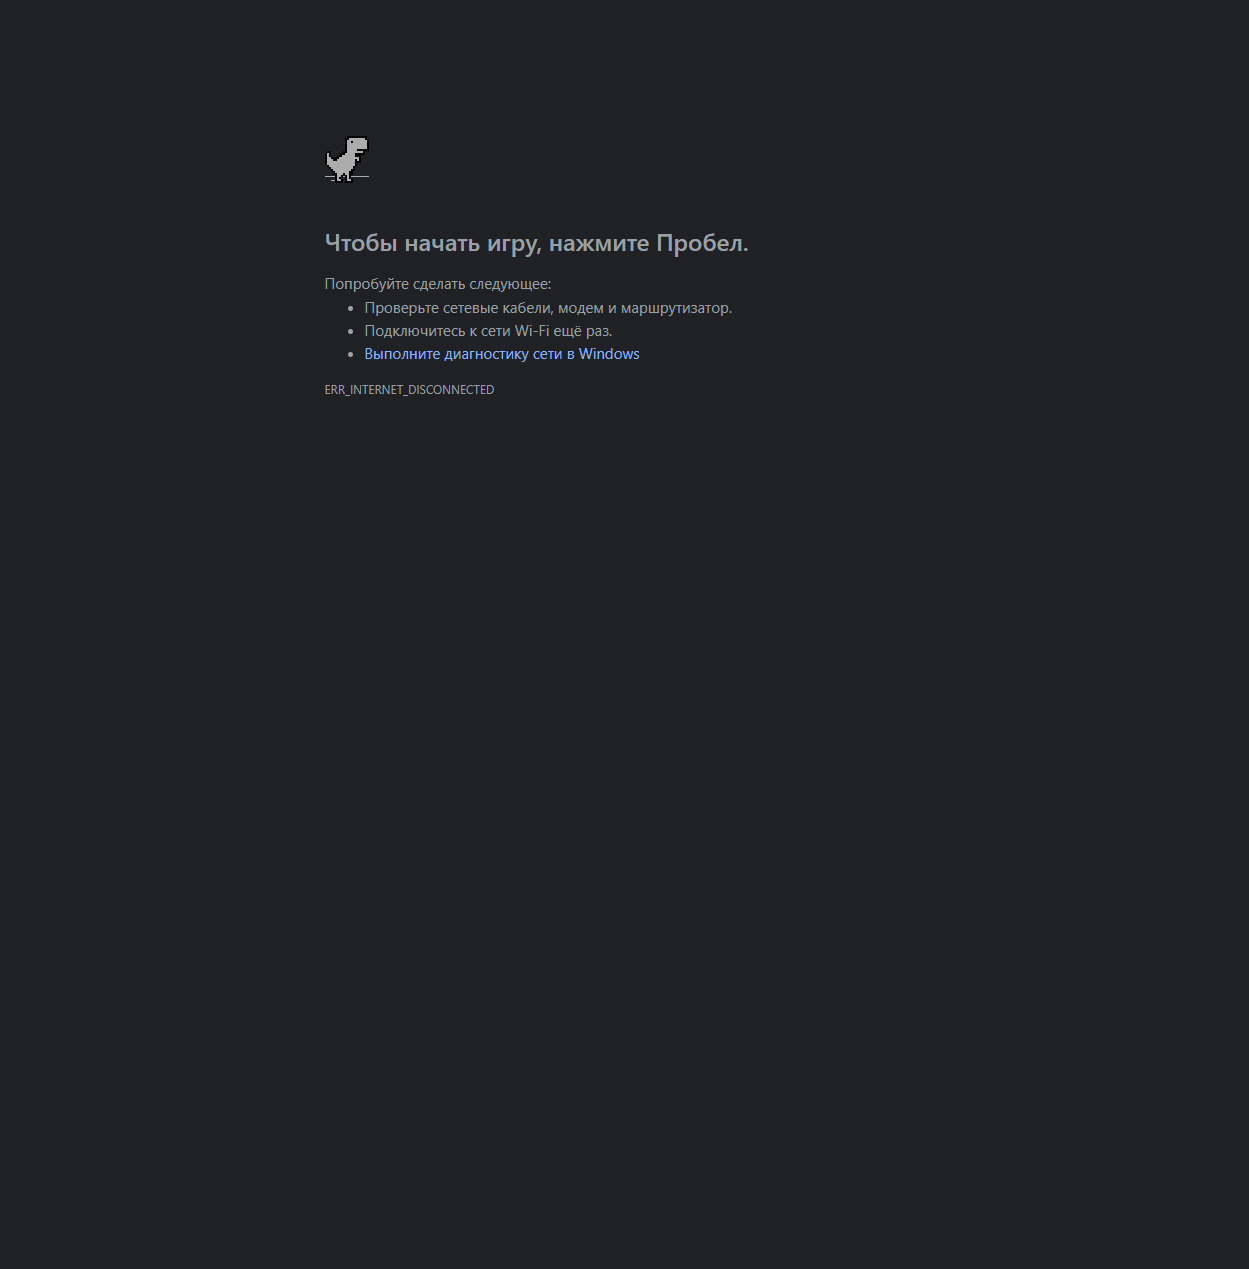 Чтобы начать игру, нажмите Пробел.
Попробуйте сделать следующее:
Проверьте сетевые кабели, модем и маршрутизатор.
Подключитесь к сети Wi-Fi ещё раз.
Выполните диагностику сети в Windows
ERR_INTERNET_DISCONNECTED